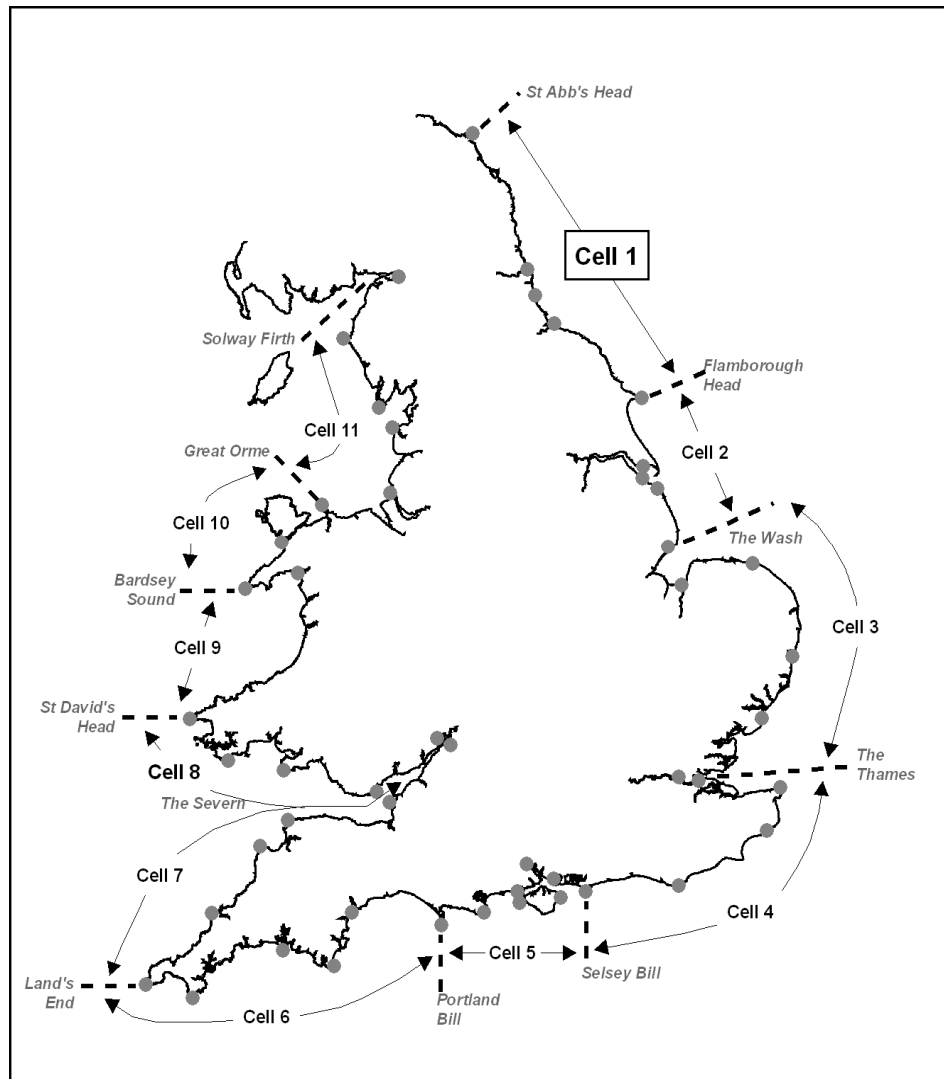 St Abb's Head
Cell 1
Solway Firth
Flamborough
Head
Cell 11
Great Orme
Cell 2
Cell 10
The Wash
Bardsey
Sound
Cell 3
Cell 9
St David's
Head
The
Thames
Cell 8
The Severn
Cell 7
Cell 4
Cell 5
Selsey Bill
Land's
End
Portland
Bill
Cell 6